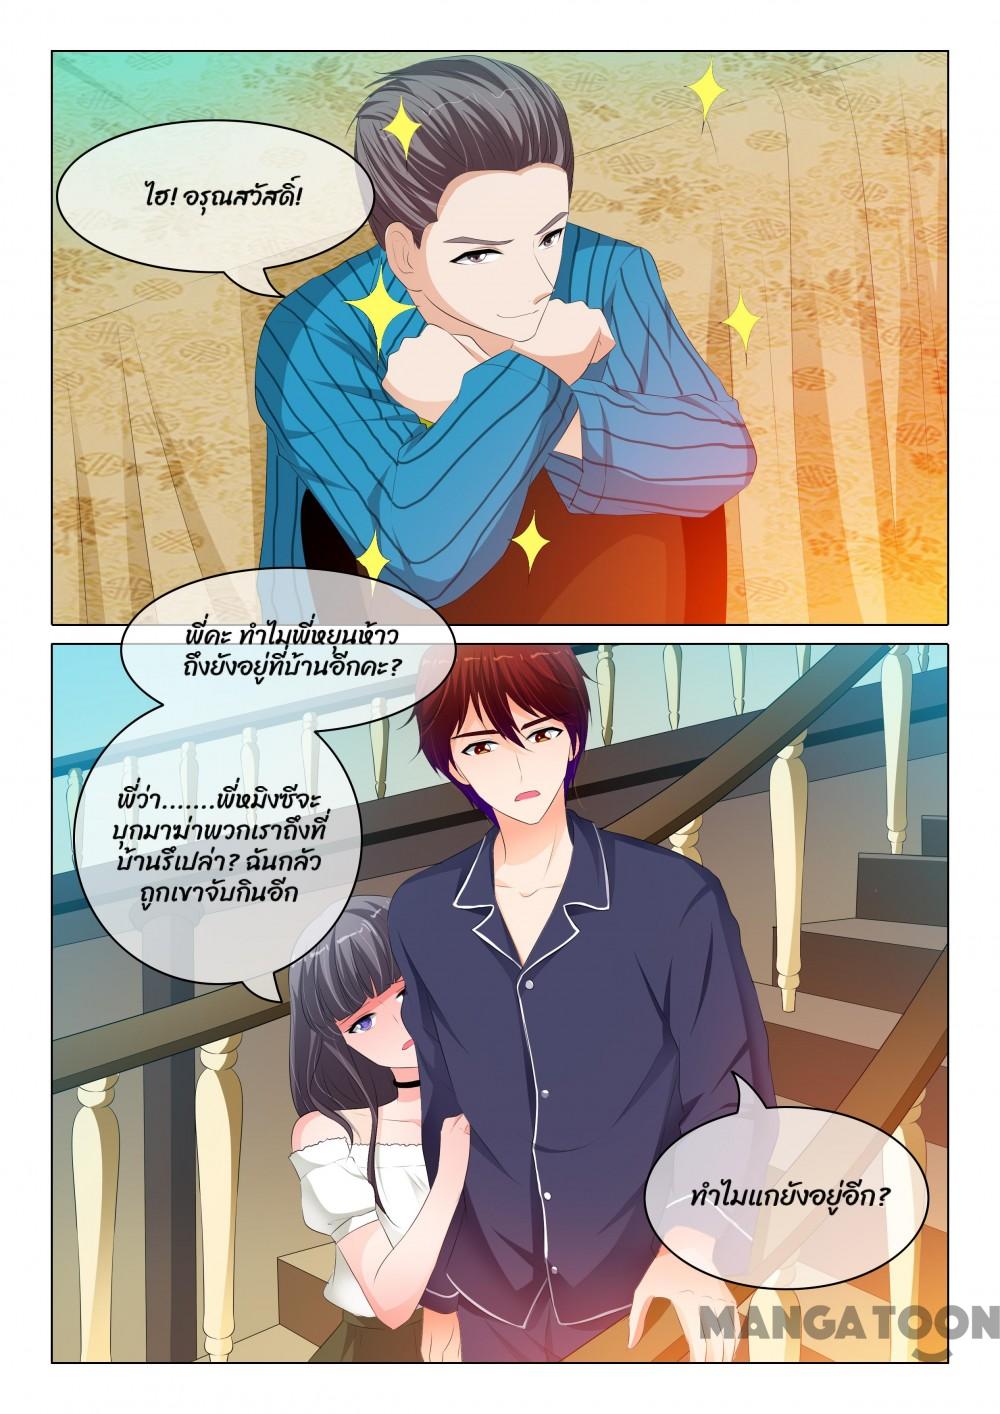 ไฮ! อรุณสวัสดิ์!
พี่คะ ทำไมพี่หยุนห้าว
ถึงยังอยู่ที่บ้านอีกคะ?
พี่ว่า.......พี่หมิงซีจะ
บุกมาฆ่าพวกเราถึงที่
บ้านรึเปล่า? ฉันกลัว
ถูกเขาจับกินอีก
ทำไมแกยังอยู่อีก?
MANGATOON